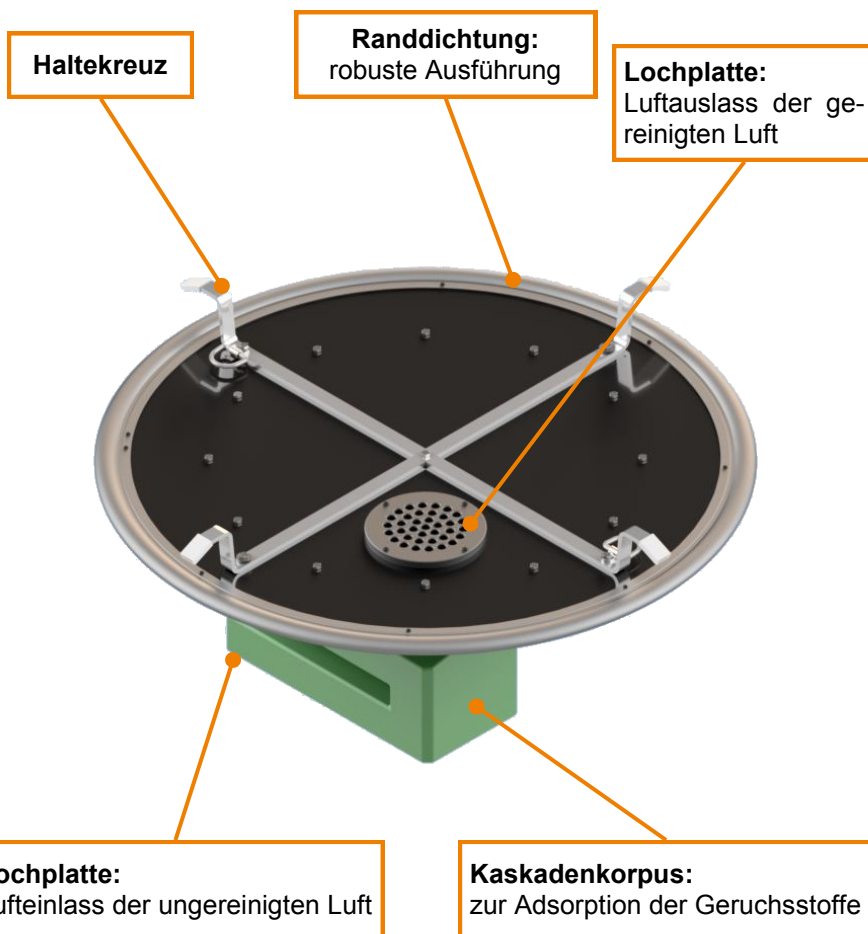 Haltekreuz
Randdichtung:
robuste Ausführung
Lochplatte:
Luftauslass der ge-
reinigten Luft
ochplatte:
ufteinlass der ungereinigten Luft
Kaskadenkorpus:
zur Adsorption der Geruchsstoffe